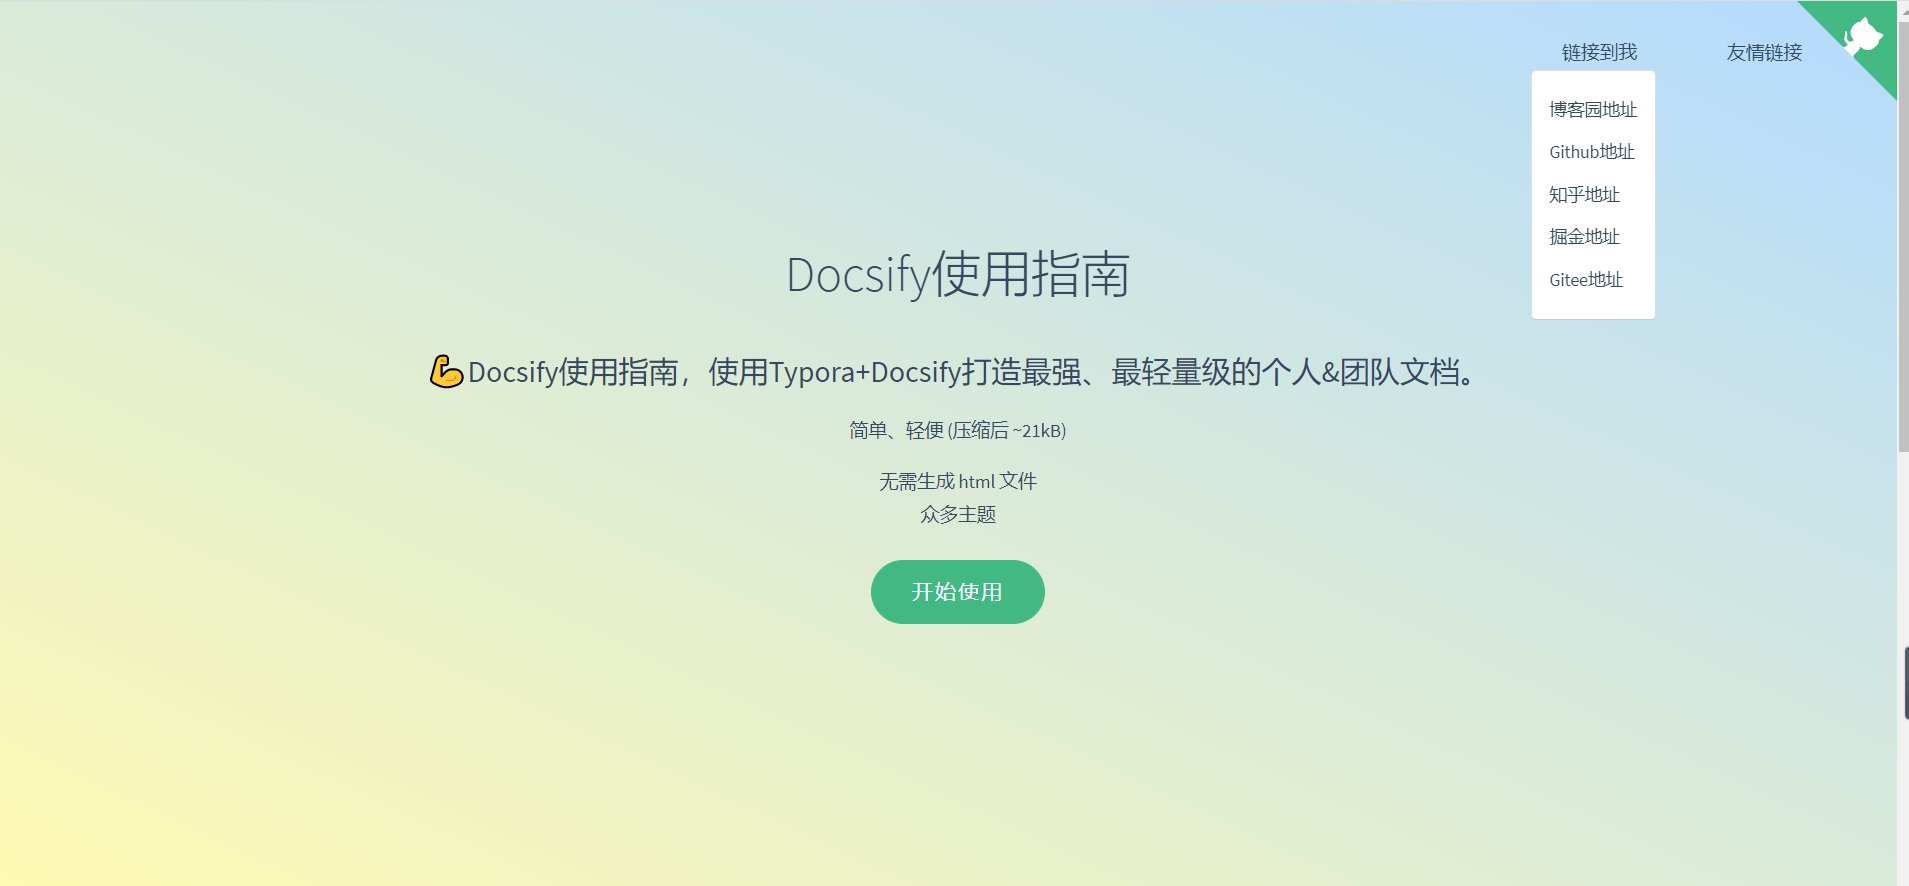 链接到我
友情链接
博客园地址
Github地址
知乎地址
掘金地址
Gitee地址
Docsify使用指南
💪Docsify使用指南，使用Typora+Docsify打造最强、最轻量级的个人&团队文档。
简单、轻便 (压缩后 ~21kB)
无需生成 html 文件
众多主题
开始使用